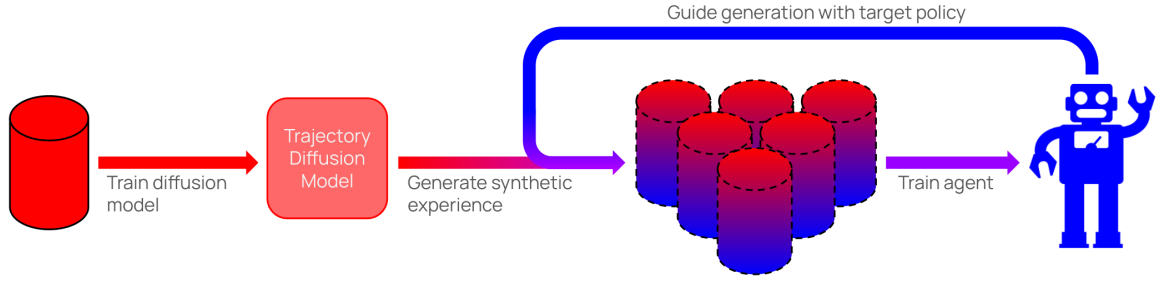 Guide generation with target policy
Trajectory
Diffusion
Model
Train diffusion
model
Generate synthetic
experience
Train agent